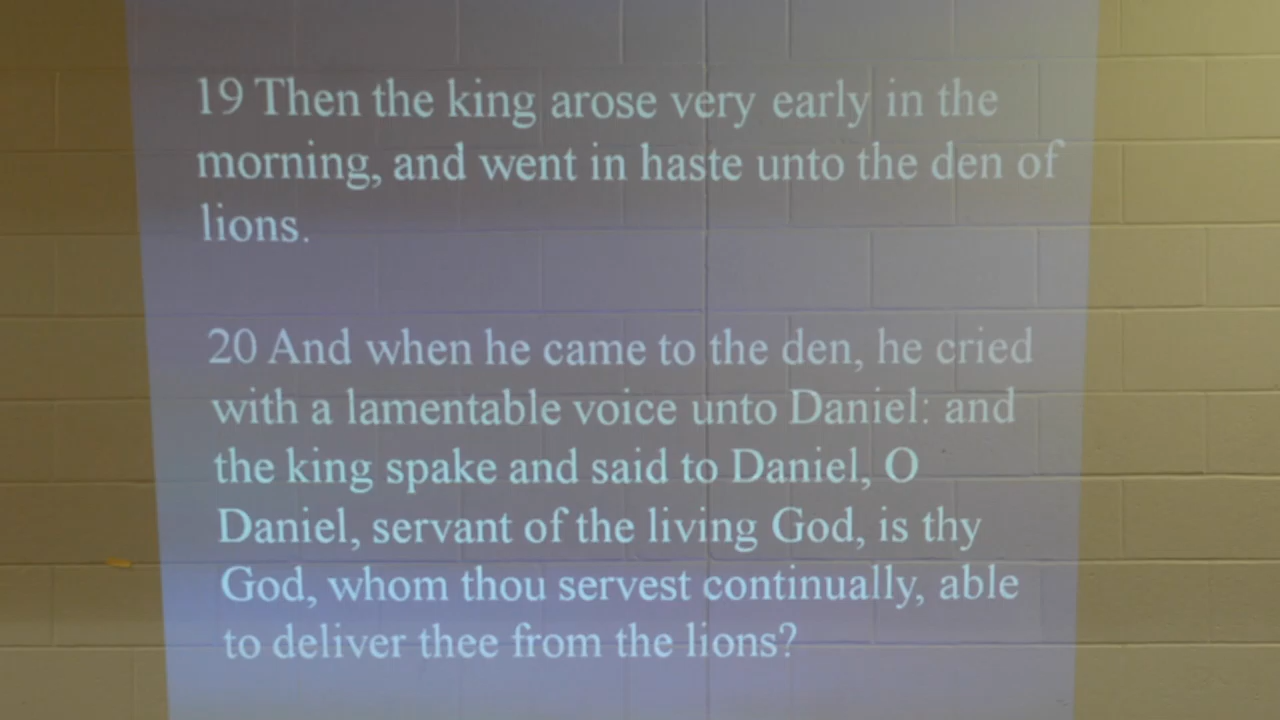 19 Then the king arose very early in the
morning, and went in haste unto the den of
lions.
20 And when he came to the den, he cried
with a lamentable voice unto Daniel: and
the king spake and said to Daniel, O
Daniel, servant of the living God, is thy
God, whom thou servest continually, able
to deliver thee from the lions?